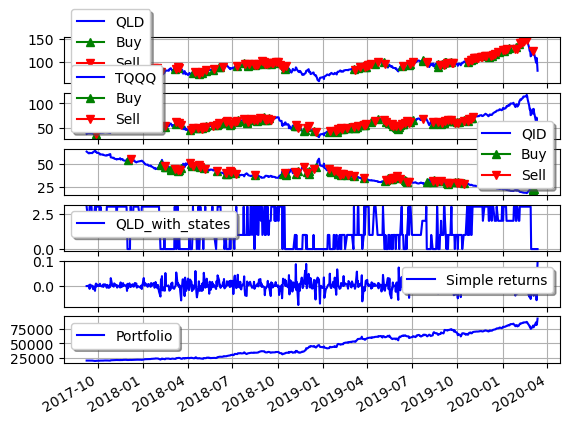 QLD
Buy
Sell
150
100
TQQQ
Buy
Sell
100
50
QID
Buy
Sell
50
25
2.5
0.0
QLD_with_states
0.1
0.0
Simple returns
75000
50000
25000
Portfolio
2017-10
2018-01
2018-04
2018-07
2018-10
2019-01
2019-04
2019-07
2019-10
2020-01
2020-04